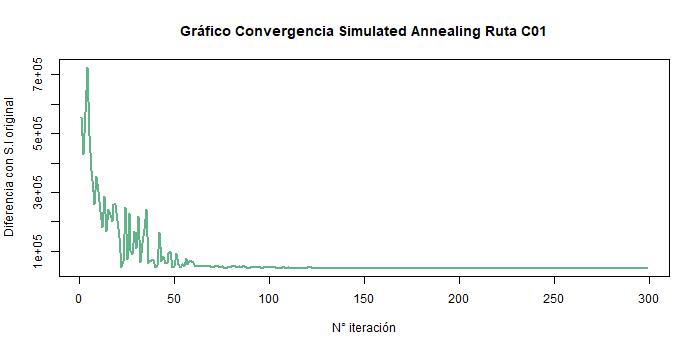 Gráfico Convergencia Simulated Annealing Ruta C01
Diferencia con S.I original
7e+05
5e+05
3e+05
1e+05
0 50 100 150 200 250 300
N° iteración